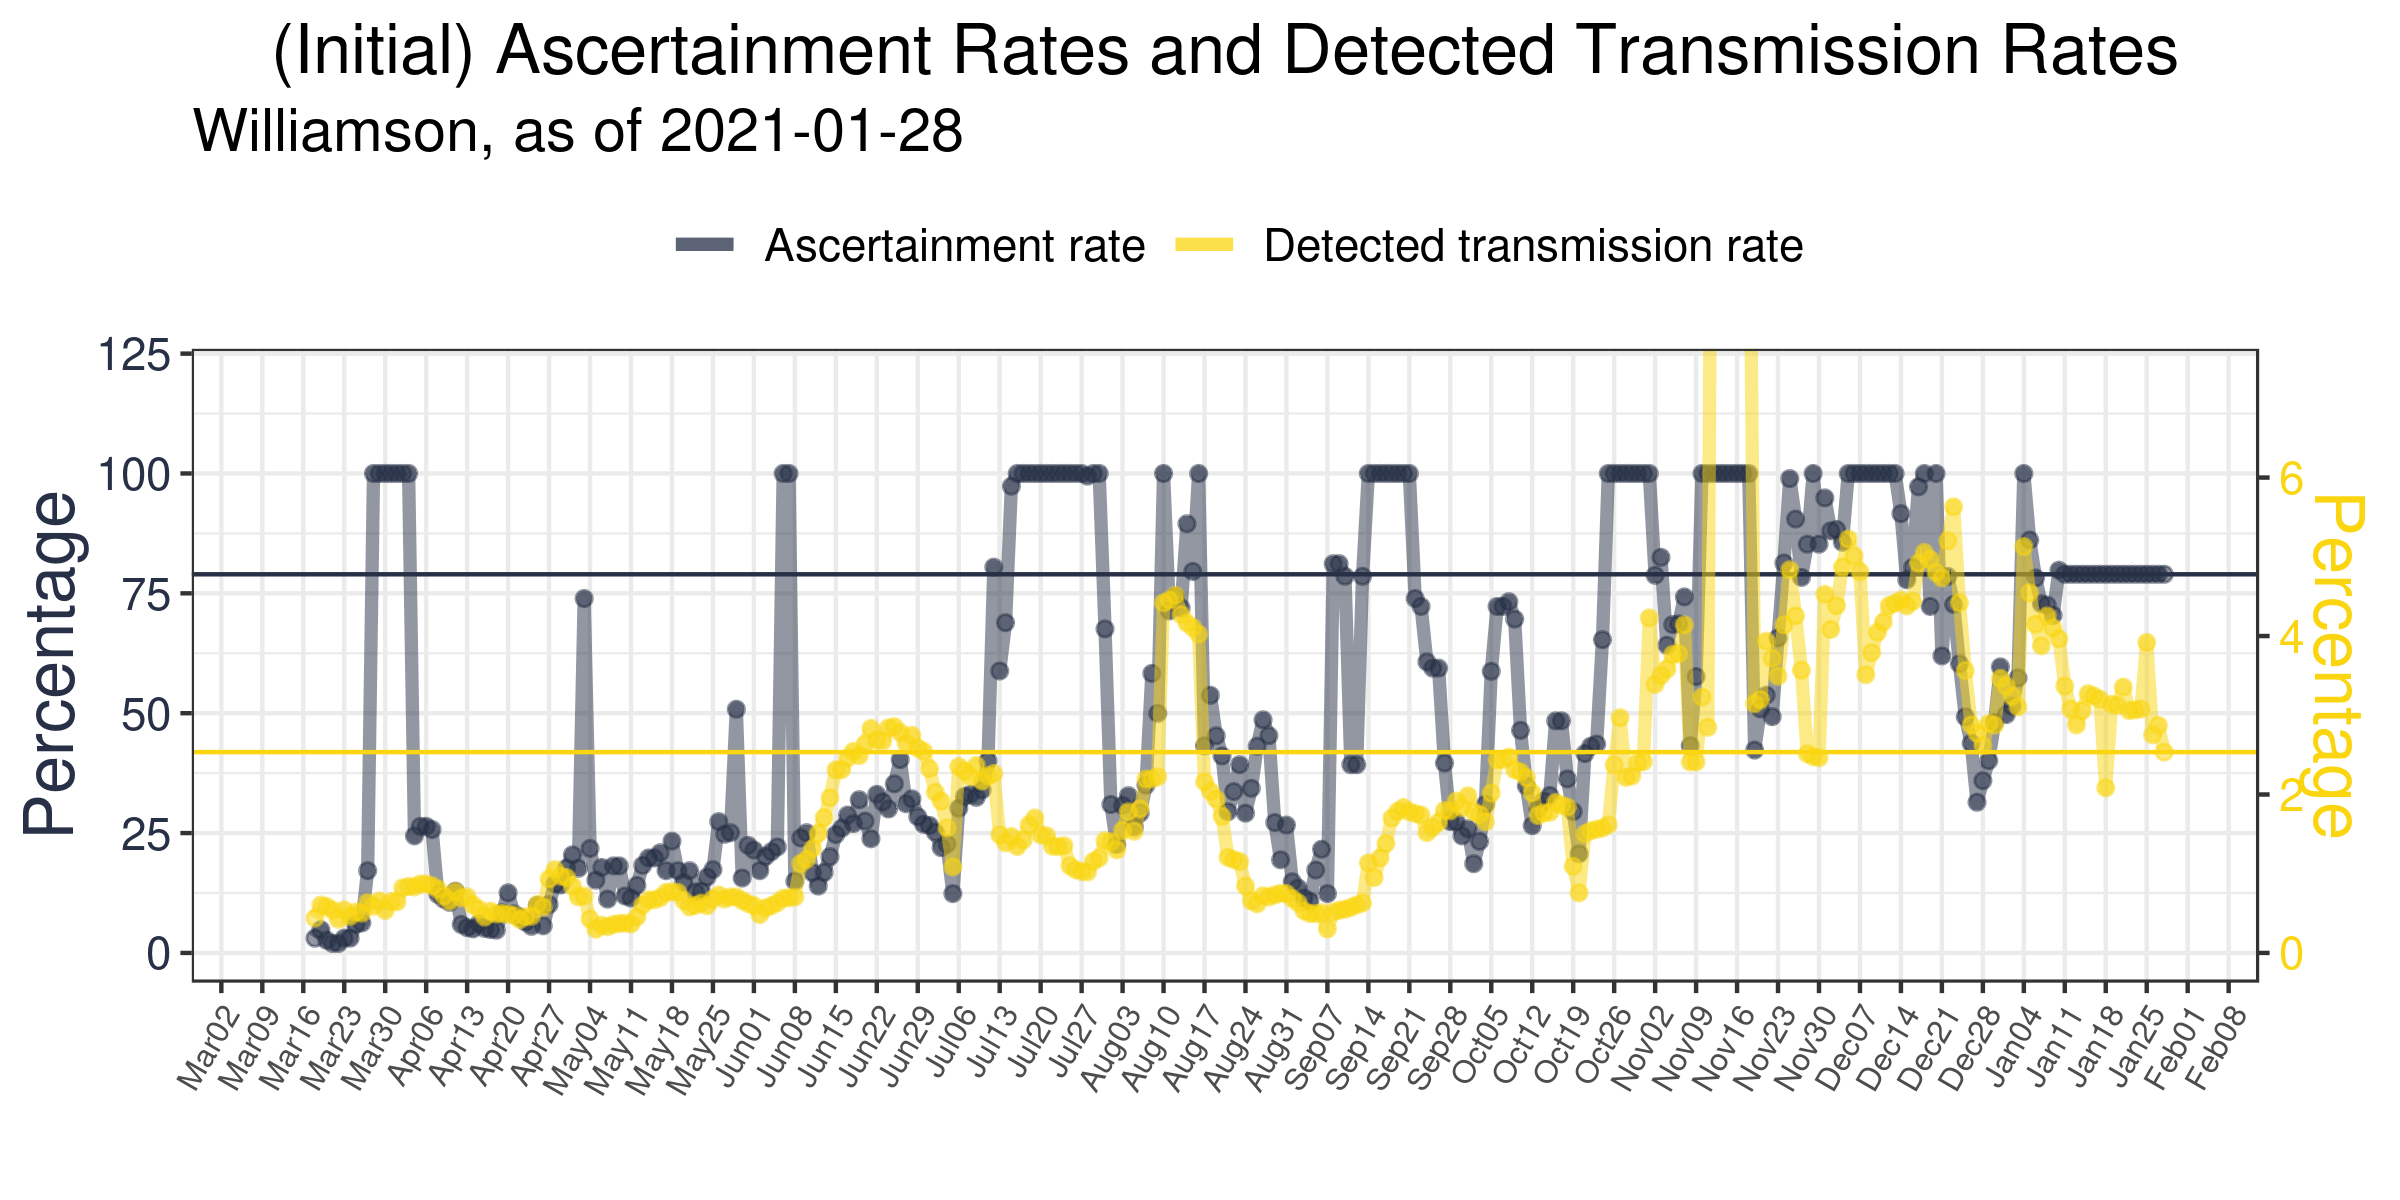 (Initial) Ascertainment Rates and Detected Transmission Rates
Williamson, as of 2021-01-28
Ascertainment rate
Detected transmission rate
Percentage
125
100
75
50
25
0
6
4
2
0
Percentage
Mar02
Mar09
Mar16
Mar23
Mar30
Apr06
Apr13
Apr20
Apr27
May04
May11
May18
May25
Jun01
Jun08
Jun15
Jun22
Jun29
Jul06
Jul13
Jul20
Jul27
Aug03
Aug10
Aug17
Aug24
Aug31
Sep07
Sep14
Sep21
Sep28
Oct05
Oct12
Oct19
Oct26
Nov02
Nov09
Nov16
Nov23
Nov30
Dec07
Dec14
Dec21
Dec28
Jan04
Jan11
Jan18
Jan25
Feb01
Feb08